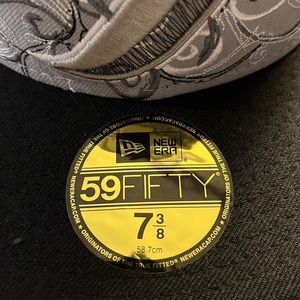 NEWERACAP.COM • ORIGINATORS OF THE TRUE FITTED®
NEW ERA®
59FIFTY®
7 3/8
58.7cm
NEWERACAP.COM • ORIGINATORS OF THE TRUE FITTED®